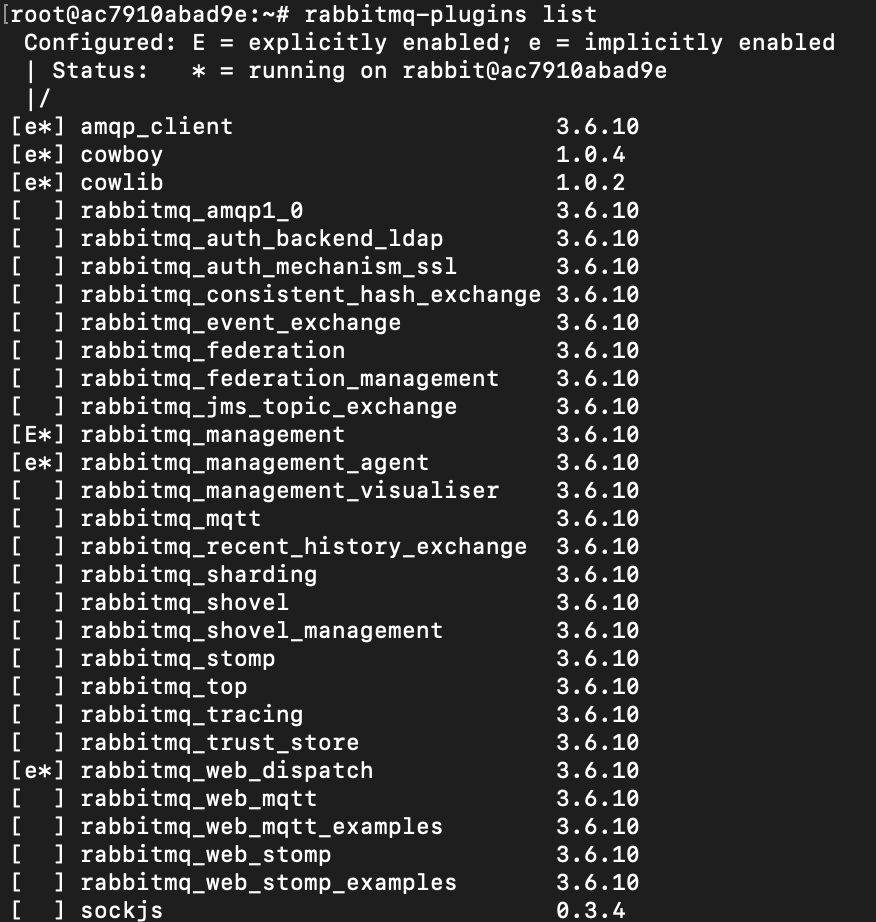 [root@ac7910abad9e:~# rabbitmq-plugins list
 Configured: E = explicitly enabled; e = implicitly enabled
 | Status:   * = running on rabbit@ac7910abad9e
 |/
[e*] amqp_client                       3.6.10
[e*] cowboy                            1.0.4
[e*] cowlib                            1.0.2
[  ] rabbitmq_amqp1_0                  3.6.10
[  ] rabbitmq_auth_backend_ldap        3.6.10
[  ] rabbitmq_auth_mechanism_ssl       3.6.10
[  ] rabbitmq_consistent_hash_exchange 3.6.10
[  ] rabbitmq_event_exchange           3.6.10
[  ] rabbitmq_federation               3.6.10
[  ] rabbitmq_federation_management    3.6.10
[  ] rabbitmq_jms_topic_exchange       3.6.10
[E*] rabbitmq_management               3.6.10
[e*] rabbitmq_management_agent         3.6.10
[  ] rabbitmq_management_visualiser    3.6.10
[  ] rabbitmq_mqtt                     3.6.10
[  ] rabbitmq_recent_history_exchange  3.6.10
[  ] rabbitmq_sharding                 3.6.10
[  ] rabbitmq_shovel                   3.6.10
[  ] rabbitmq_shovel_management        3.6.10
[  ] rabbitmq_stomp                    3.6.10
[  ] rabbitmq_top                      3.6.10
[  ] rabbitmq_tracing                  3.6.10
[  ] rabbitmq_trust_store              3.6.10
[e*] rabbitmq_web_dispatch             3.6.10
[  ] rabbitmq_web_mqtt                 3.6.10
[  ] rabbitmq_web_mqtt_examples        3.6.10
[  ] rabbitmq_web_stomp                3.6.10
[  ] rabbitmq_web_stomp_examples       3.6.10
[  ] sockjs                            0.3.4